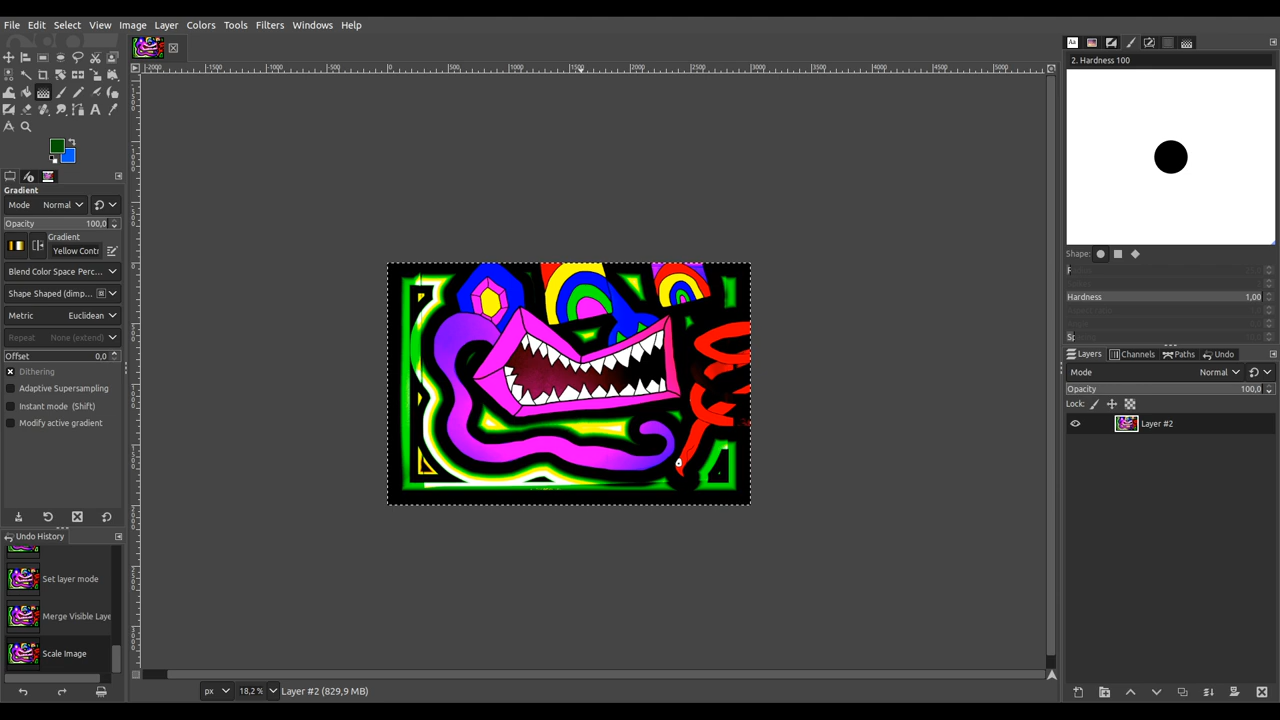 File Edit Select View Image Layer Colors Tools Filters Windows Help
2. Hardness 100
Gradient
Mode Normal
Opacity 100,0
Gradient
Yellow Contr
Blend Color Space Perc...
Shape Shaped (dimp...
Metric Euclidean
Repeat None (extend)
Offset 0,0
Dithering
Adaptive Supersampling
Instant mode (Shift)
Modify active gradient
Undo History
Set layer mode
Merge Visible Laye
Scale Image
Shape:
Hardness 1,00
Sp
Layers Channels Paths Undo
Mode Normal
Opacity 100,0
Lock:
Layer #2
px 18,2 % Layer #2 (829,9 MB)